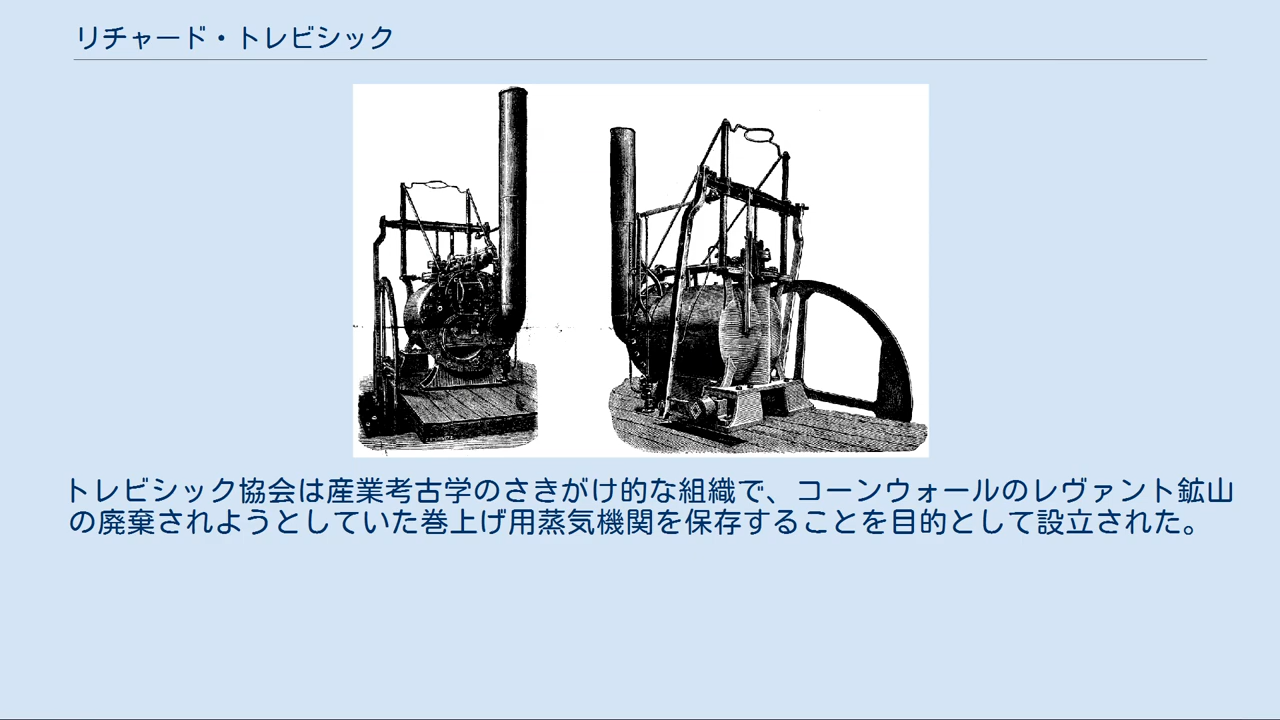 リチャード・トレビシック
トレビシック協会は産業考古学のさきがけ的な組織で、コーンウォールのレヴァント鉱山
の廃棄されようとしていた巻上げ用蒸気機関を保存することを目的として設立された。